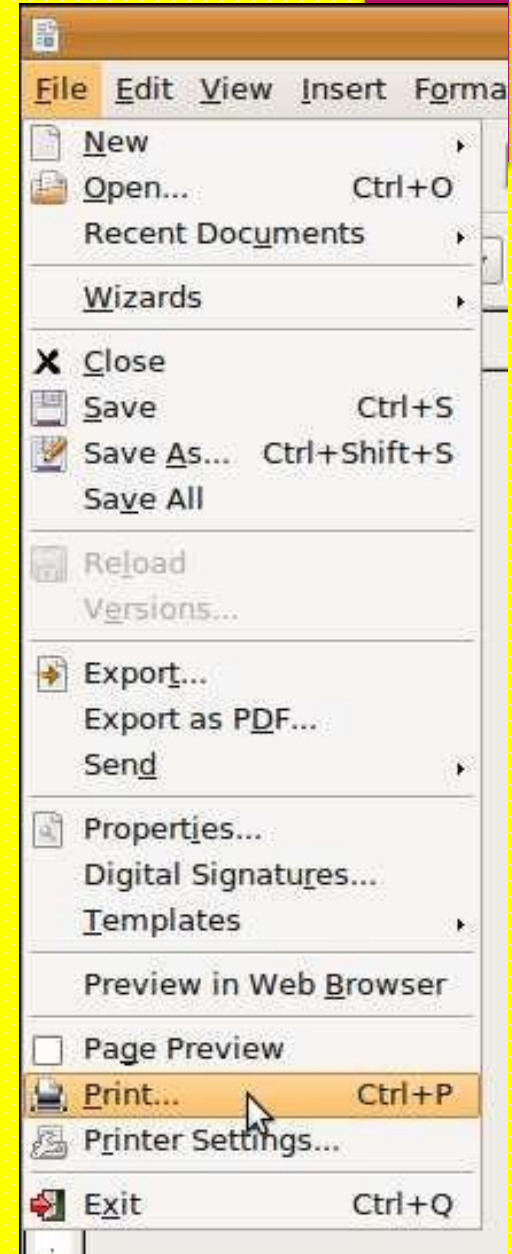 File Edit View Insert Forma
New
Open... Ctrl+O
Recent Documents
Wizards
Close
Save Ctrl+S
Save As... Ctrl+Shift+S
Save All
Reload
Versions...
Export...
Export as PDF...
Send
Properties...
Digital Signatures...
Templates
Preview in Web Browser
Page Preview
Print... Ctrl+P
Printer Settings...
Exit Ctrl+Q